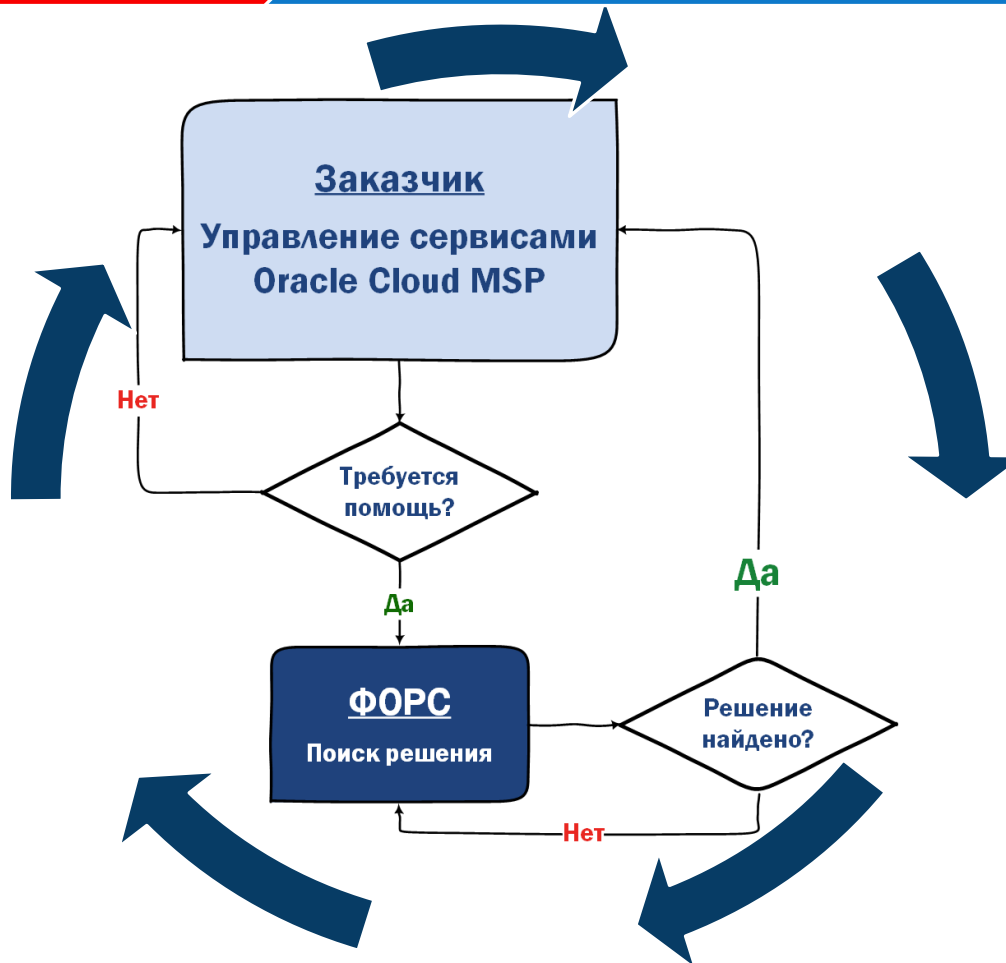 Заказчик
Управление сервисами
Oracle Cloud MSP
Нет
Требуется
помощь?
Да
Да
ФОРС
Поиск решения
Решение
найдено?
Нет